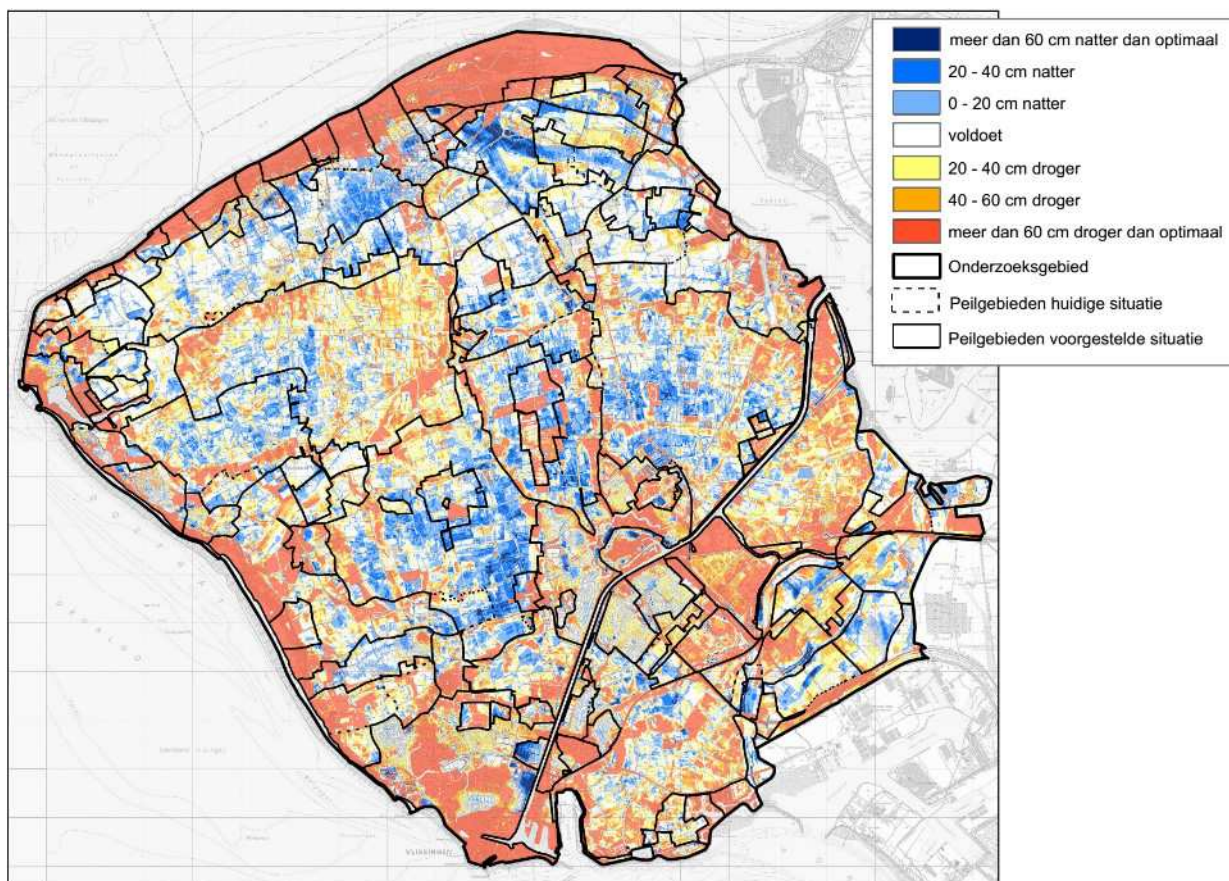 meer dan 60 cm natter dan optimaal
20 - 40 cm natter
0 - 20 cm natter
voldoet
20 - 40 cm droger
40 - 60 cm droger
meer dan 60 cm droger dan optimaal
Onderzoeksgebied
Peilgebieden huidige situatie
Peilgebieden voorgestelde situatie
VLISSINGEN